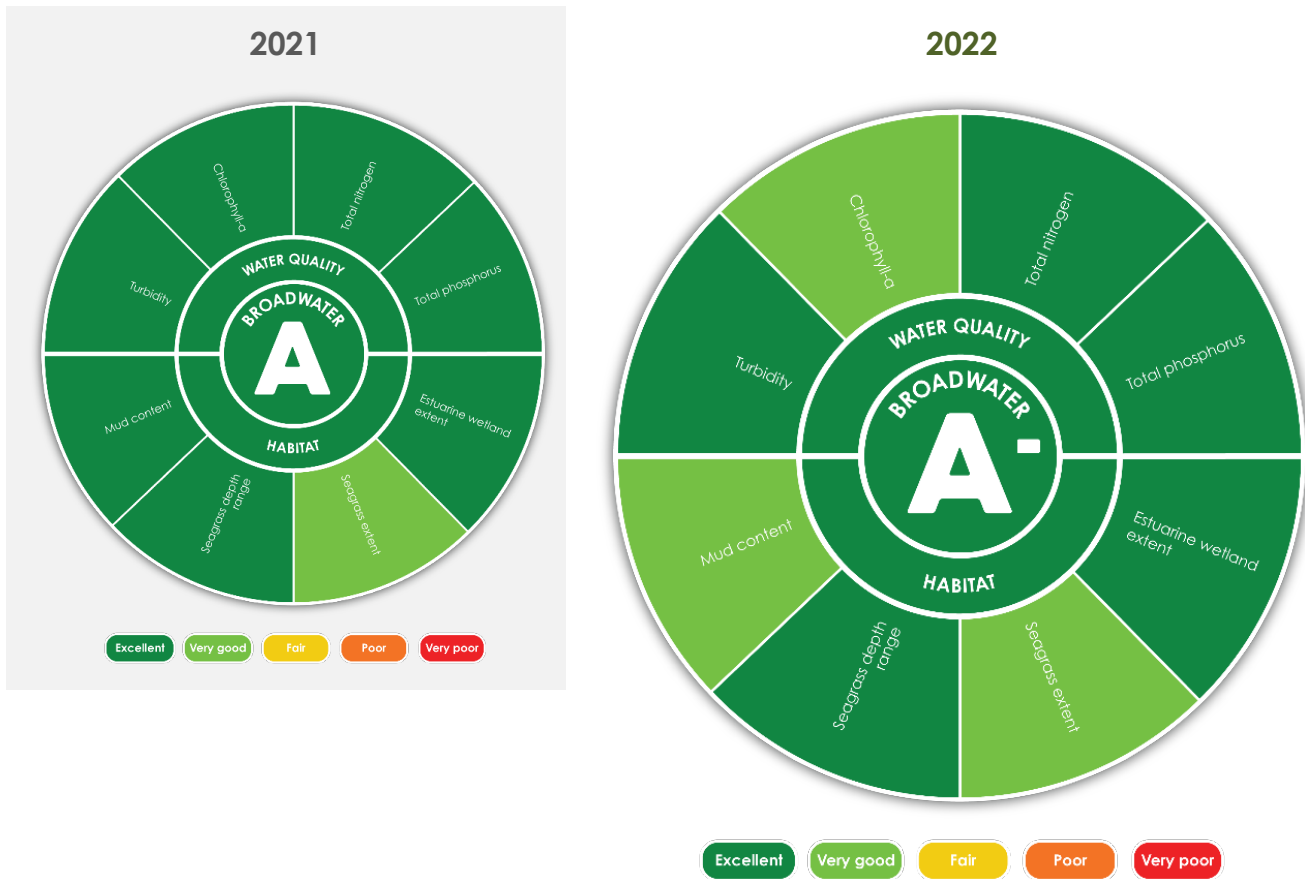 2021
Chlorophyll-a
Total nitrogen
Turbidity
Total phosphorus
WATER QUALITY
BROADWATER
A
HABITAT
Mud content
Estuarine wetland
extent
Seagrass depth
range
Seagrass extent
Excellent
Very good
Fair
Poor
Very poor
2022
Chlorophyll-a
Total nitrogen
Turbidity
Total phosphorus
WATER QUALITY
BROADWATER
A-
HABITAT
Mud content
Estuarine wetland
extent
Seagrass depth
range
Seagrass extent
Excellent
Very good
Fair
Poor
Very poor